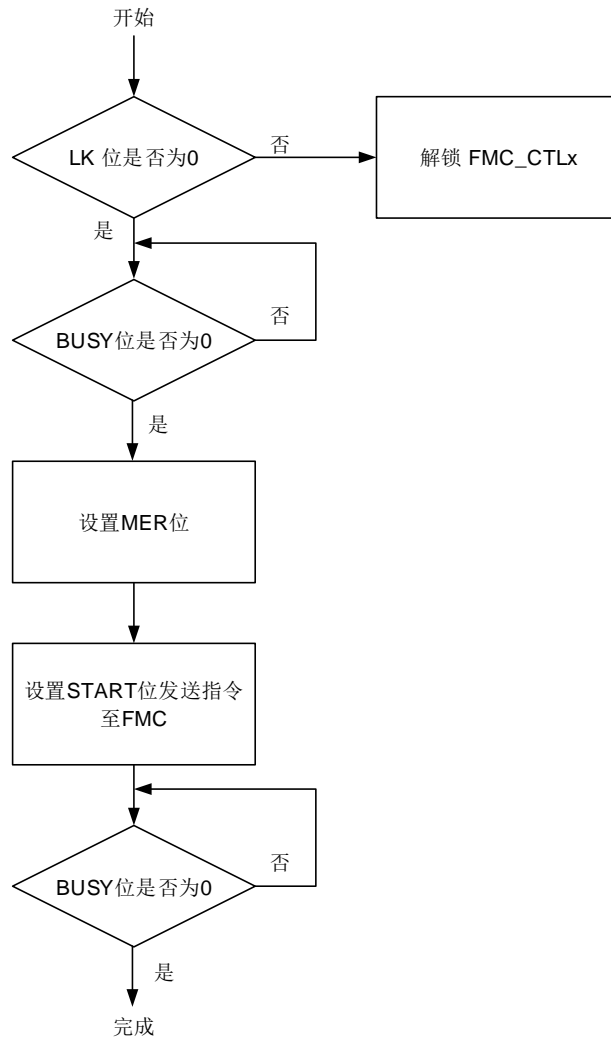 开始
LK 位是否为0
否
解锁 FMC_CTLx
是
否
BUSY位是否为0
是
设置MER位
设置START位发送指令
至FMC
否
BUSY位是否为0
是
完成